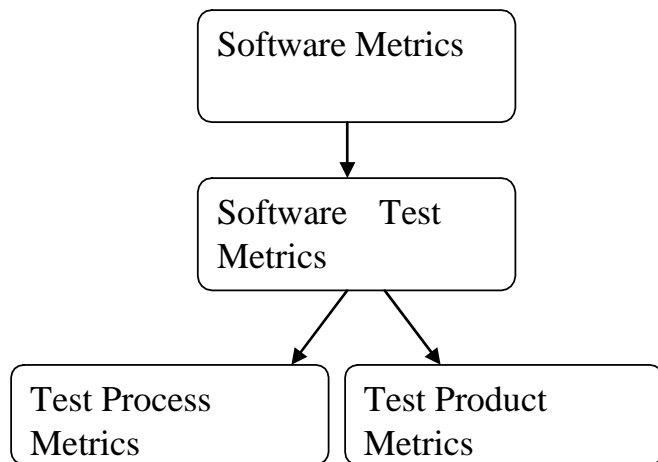 Software Metrics
Software Test
Metrics
Test Process
Metrics
Test Product
Metrics